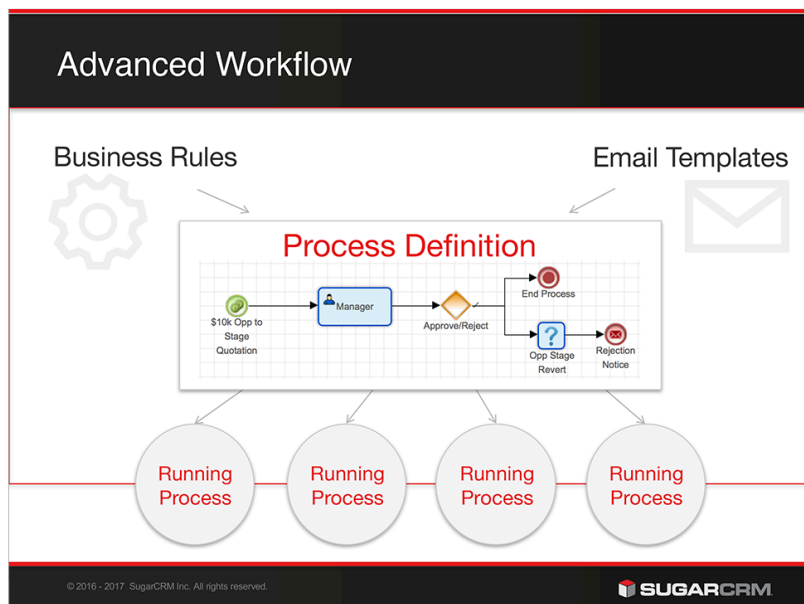 Advanced Workflow
Business Rules
Email Templates
Process Definition
$10k Opp to
Stage
Quotation
Manager
Approve/Reject
End Process
Opp Stage
Revert
Rejection
Notice
Running
Process
Running
Process
Running
Process
Running
Process
© 2016 - 2017 SugarCRM Inc. All rights reserved.
SUGARCRM